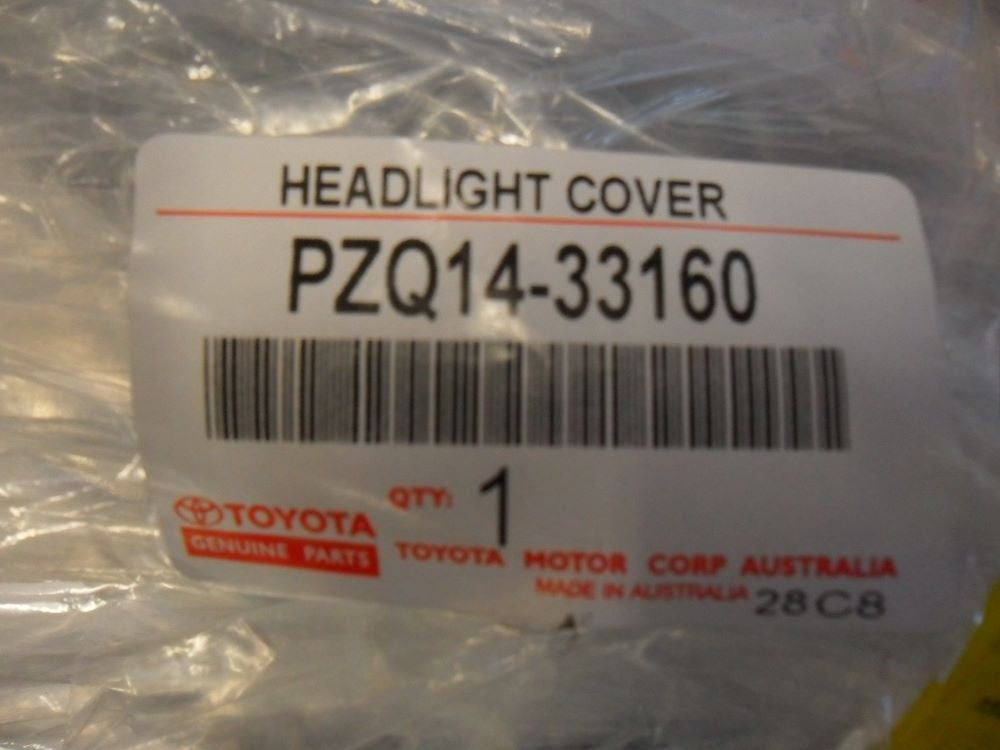 HEADLIGHT COVER
PZQ14-33160
QTY: 1
TOYOTA
GENUINE PARTS
TOYOTA MOTOR CORP AUSTRALIA
MADE IN AUSTRALIA 28C8